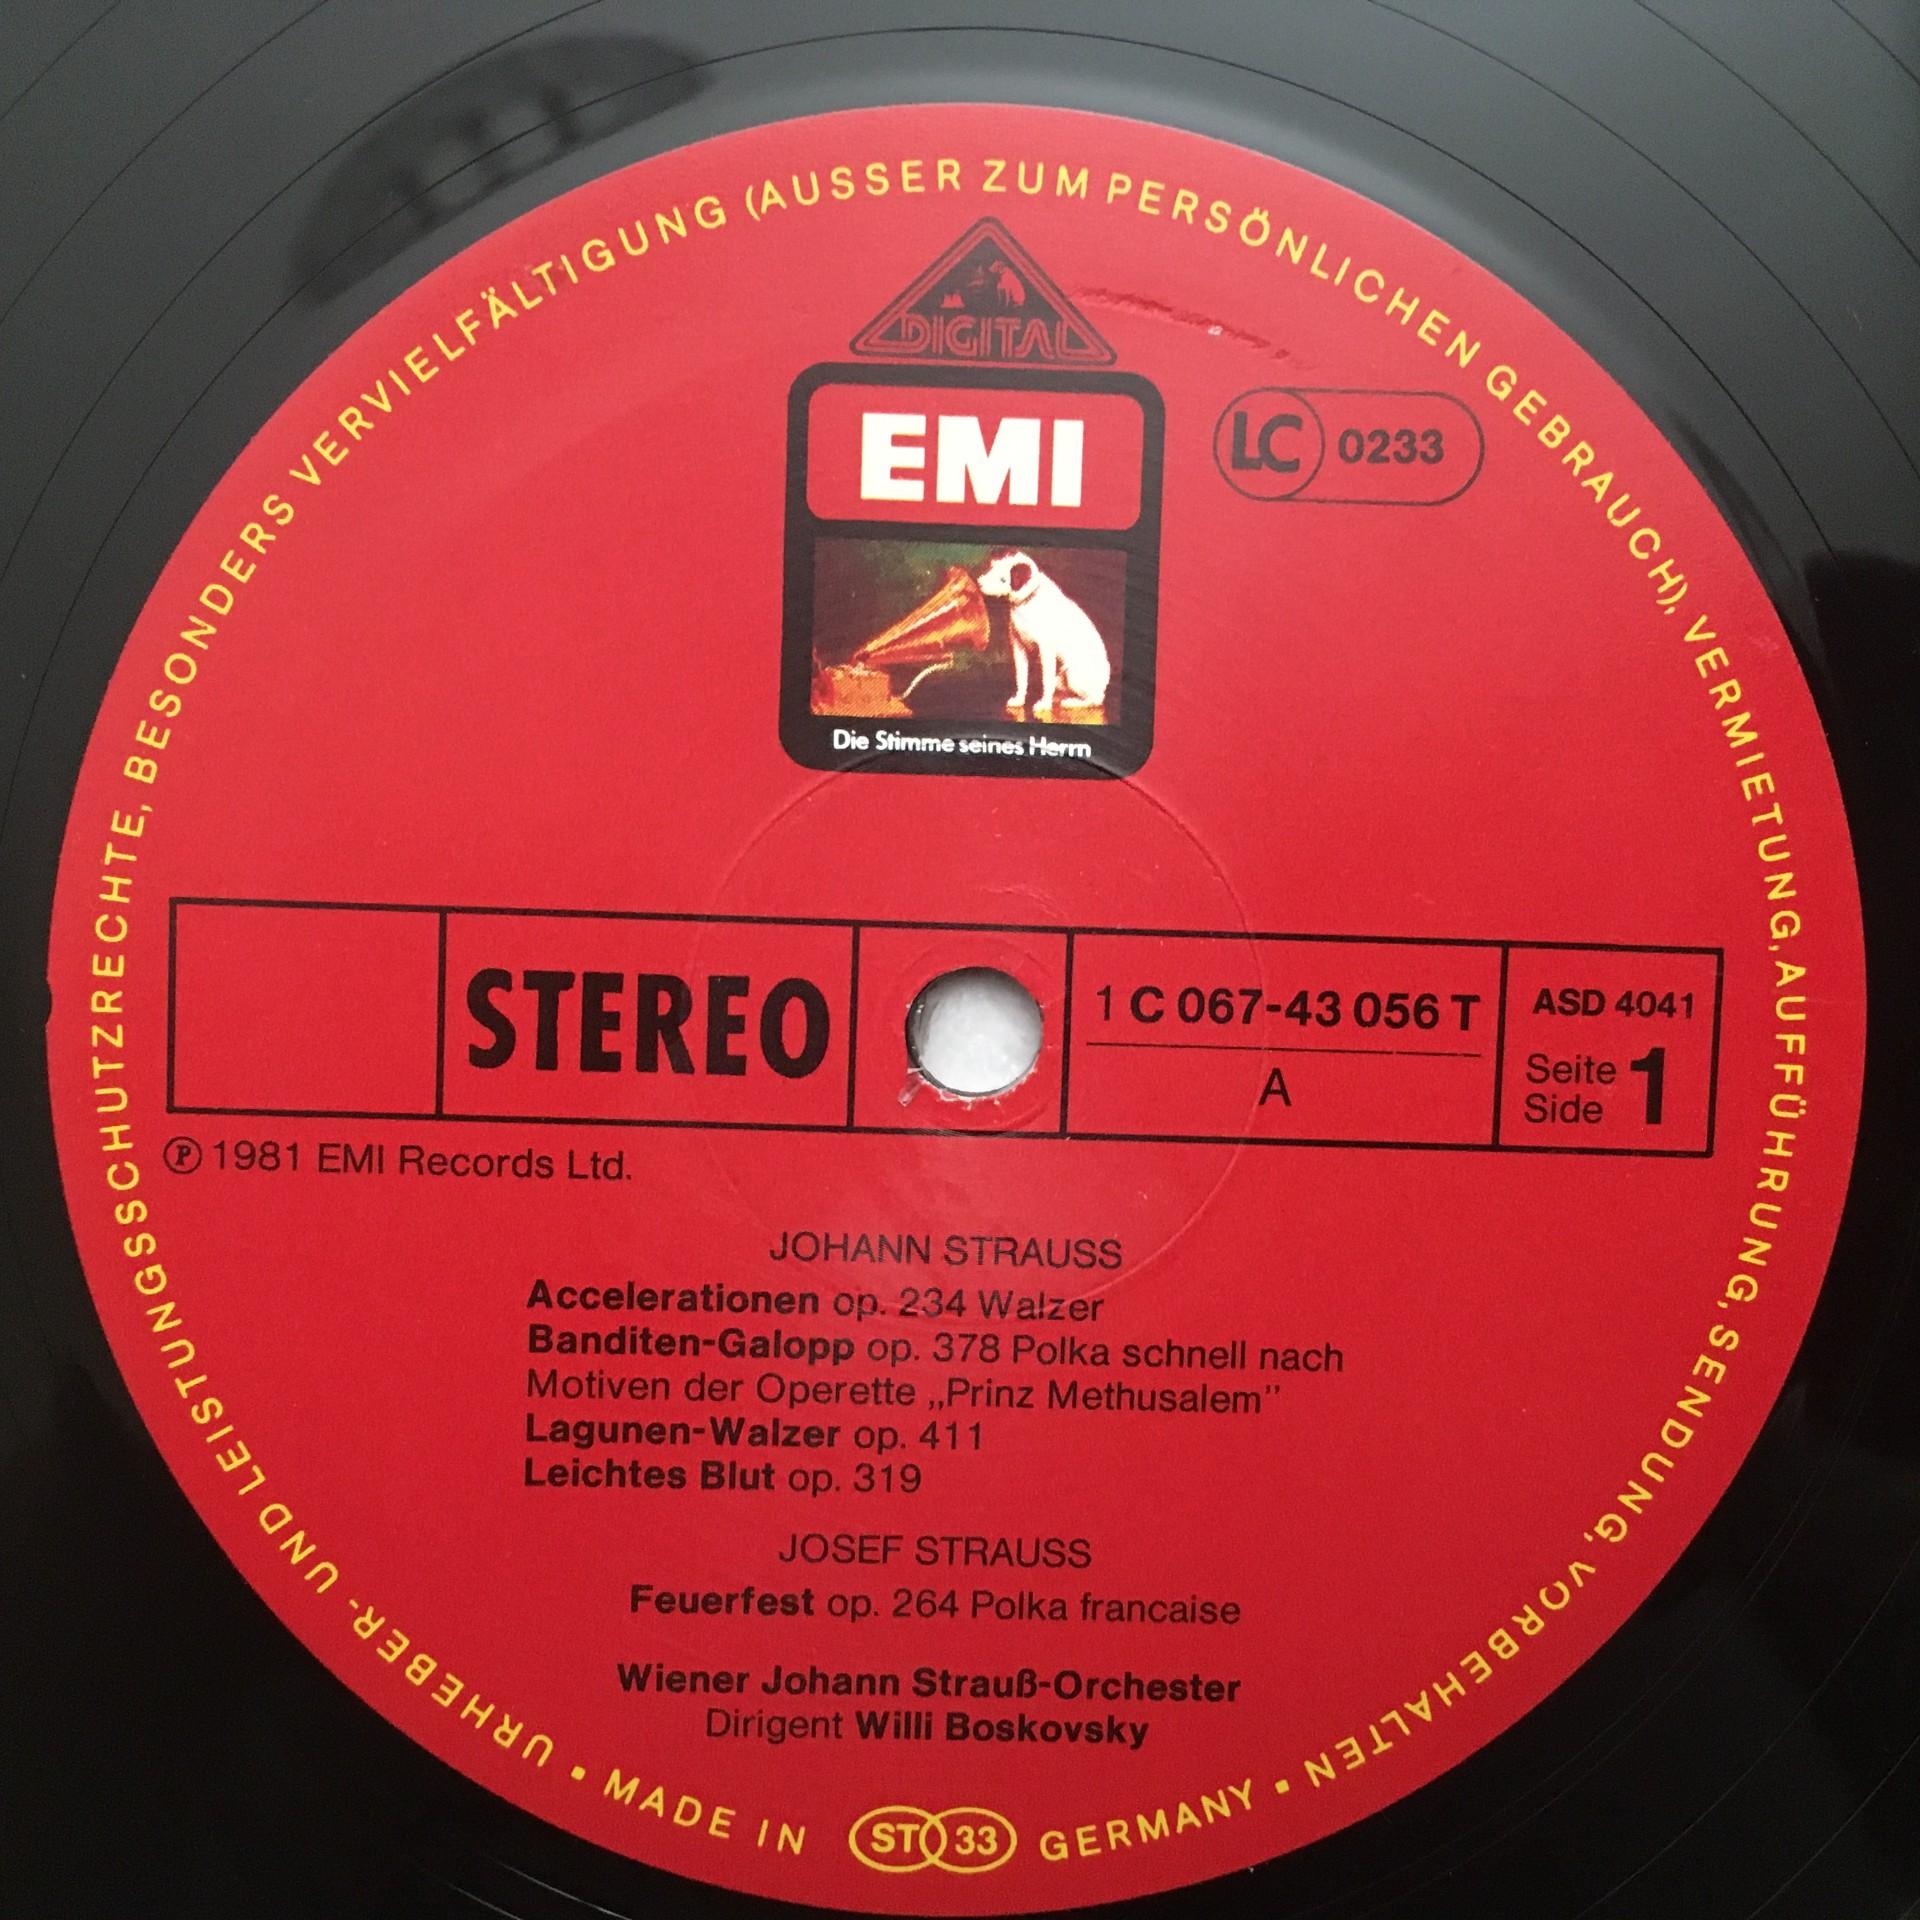 URHEBER- UND LEISTUNGSSCHUTZRECHTE, BESONDERS VERVIELFÄLTIGUNG (AUSSER ZUM PERSÖNLICHEN GEBRAUCH), VERMIETUNG, AUFFÜHRUNG, SENDUNG, VORBEHALTEN
DIGITAL
EMI
LC 0233
Die Stimme seines Herrn
STEREO
1 C 067-43 056 T
A
ASD 4041
Seite
Side
1
Ⓟ 1981 EMI Records Ltd.
JOHANN STRAUSS
Accelerationen op. 234 Walzer
Banditen-Galopp op. 378 Polka schnell nach
Motiven der Operette „Prinz Methusalem”
Lagunen-Walzer op. 411
Leichtes Blut op. 319
JOSEF STRAUSS
Feuerfest op. 264 Polka francaise
Wiener Johann Strauß-Orchester
Dirigent Willi Boskovsky
• MADE IN ST 33 GERMANY •